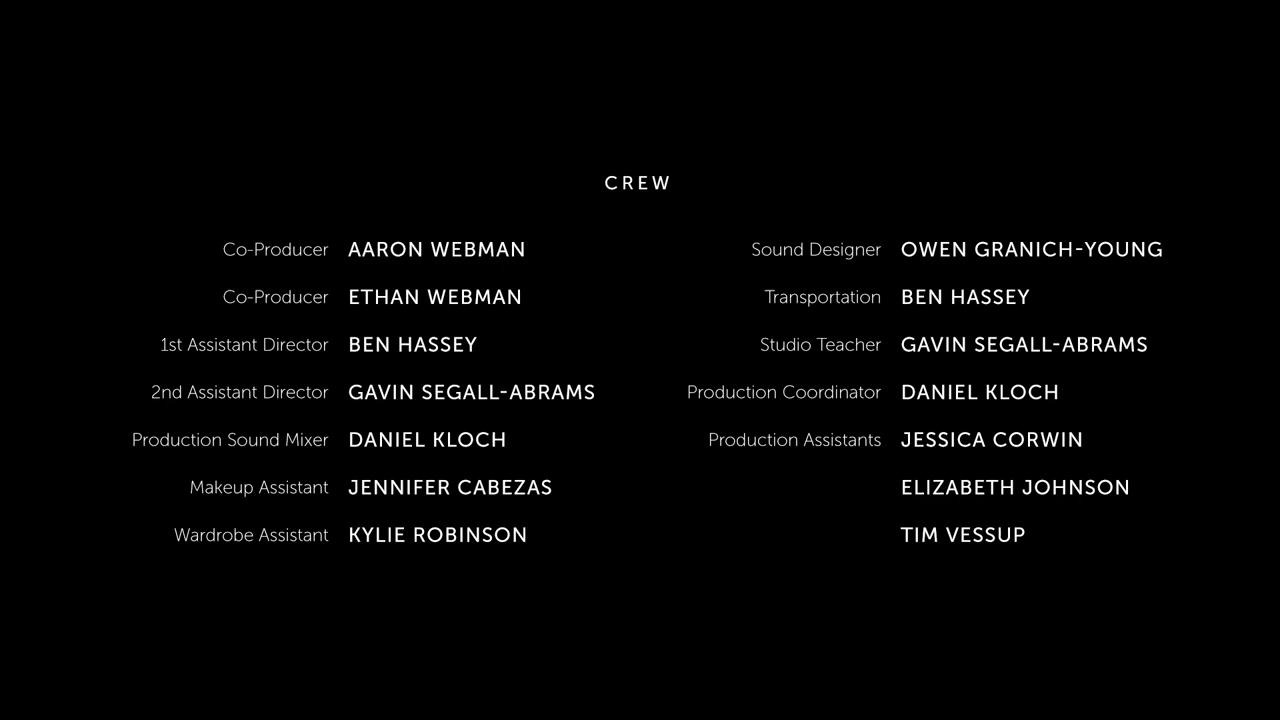 CREW
Co-Producer AARON WEBMAN
Co-Producer ETHAN WEBMAN
1st Assistant Director BEN HASSEY
2nd Assistant Director GAVIN SEGALL-ABRAMS
Production Sound Mixer DANIEL KLOCH
Makeup Assistant JENNIFER CABEZAS
Wardrobe Assistant KYLIE ROBINSON
Sound Designer OWEN GRANICH-YOUNG
Transportation BEN HASSEY
Studio Teacher GAVIN SEGALL-ABRAMS
Production Coordinator DANIEL KLOCH
Production Assistants JESSICA CORWIN
ELIZABETH JOHNSON
TIM VESSUP